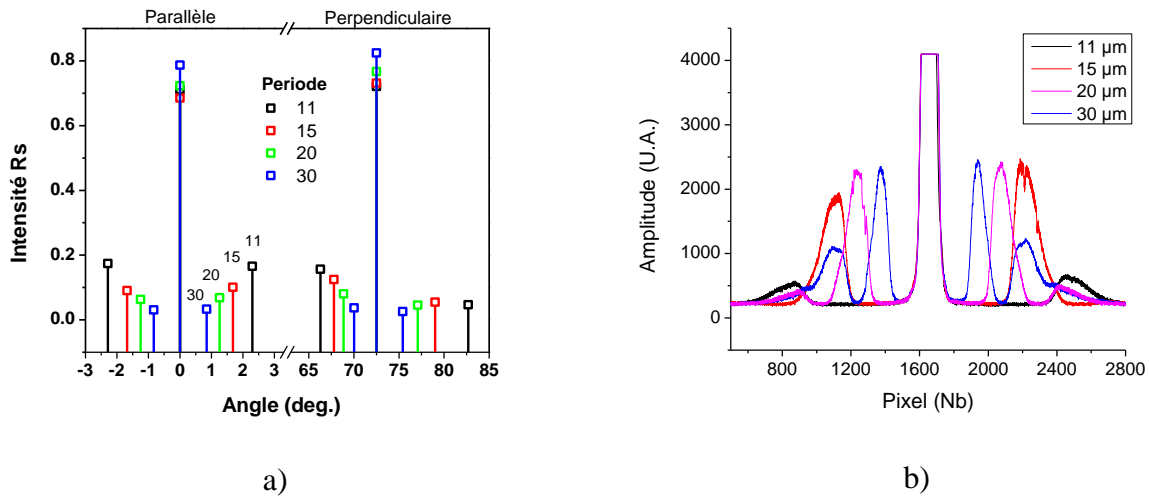 Parallèle Perpendiculaire
Intensité Rs
0.8
0.6
0.4
0.2
0.0
Periode
11
15
20
30
11
15
20
30
-3 -2 -1 0 1 2 3 65 70 75 80 85
Angle (deg.)
a)
Amplitude (U.A.)
4000
3000
2000
1000
0
11 µm
15 µm
20 µm
30 µm
800 1200 1600 2000 2400 2800
Pixel (Nb)
b)